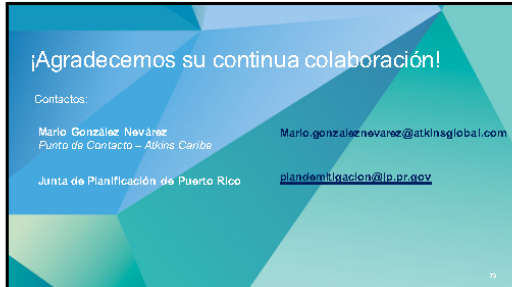 ¡Agradecemos su continua colaboración!
Contactos:
Mario González Nevárez
Mario.gonzaleznevarez@atkinsglobal.com
Punto de Contacto – Atkins Caribe
Junta de Planificación de Puerto Rico
plandemitigacion@jp.pr.gov